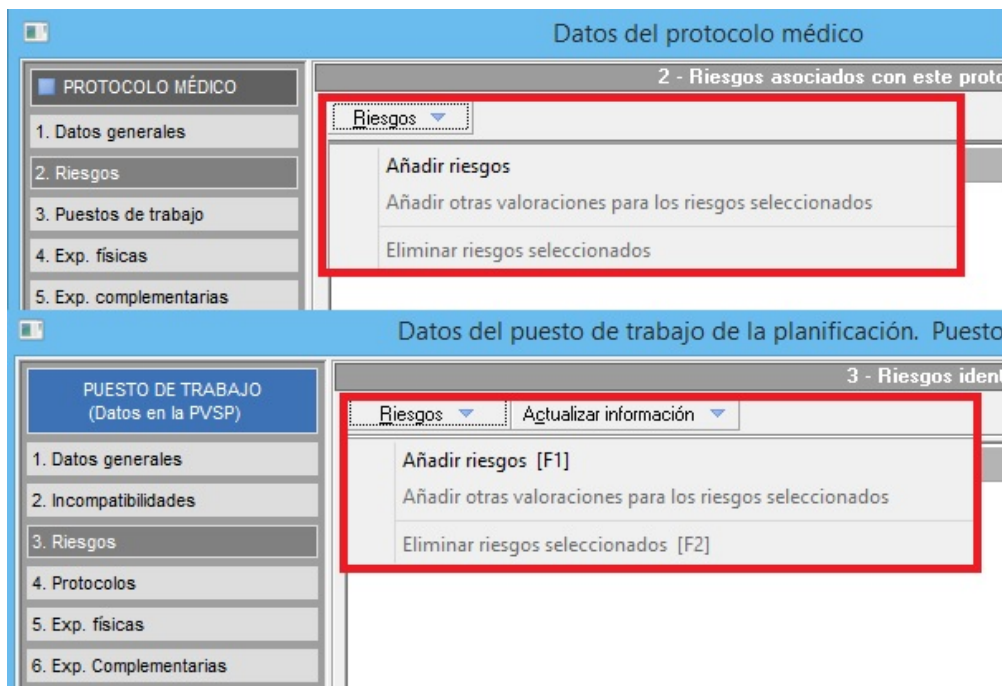 Datos del protocolo médico
PROTOCOLO MÉDICO
1. Datos generales
2. Riesgos
3. Puestos de trabajo
4. Exp. físicas
5. Exp. complementarias
2 - Riesgos asociados con este proto
Riesgos
Añadir riesgos
Añadir otras valoraciones para los riesgos seleccionados
Eliminar riesgos seleccionados
Datos del puesto de trabajo de la planificación. Puesto
PUESTO DE TRABAJO
(Datos en la PVSP)
1. Datos generales
2. Incompatibilidades
3. Riesgos
4. Protocolos
5. Exp. físicas
6. Exp. Complementarias
3 - Riesgos ident
Riesgos Actualizar información
Añadir riesgos [F1]
Añadir otras valoraciones para los riesgos seleccionados
Eliminar riesgos seleccionados [F2]